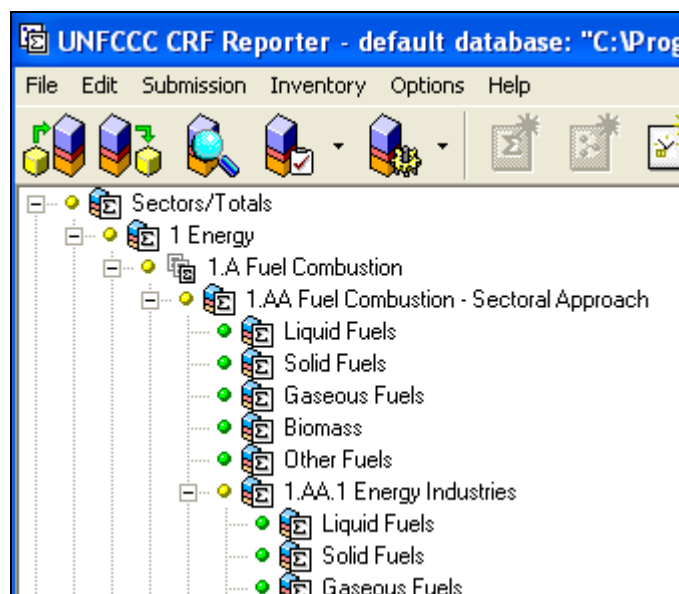 UNFCCC CRF Reporter - default database: "C:\Prog
File Edit Submission Inventory Options Help
Sectors/Totals
1 Energy
1.A Fuel Combustion
1.AA Fuel Combustion - Sectoral Approach
Liquid Fuels
Solid Fuels
Gaseous Fuels
Biomass
Other Fuels
1.AA.1 Energy Industries
Liquid Fuels
Solid Fuels
Gaseous Fuels